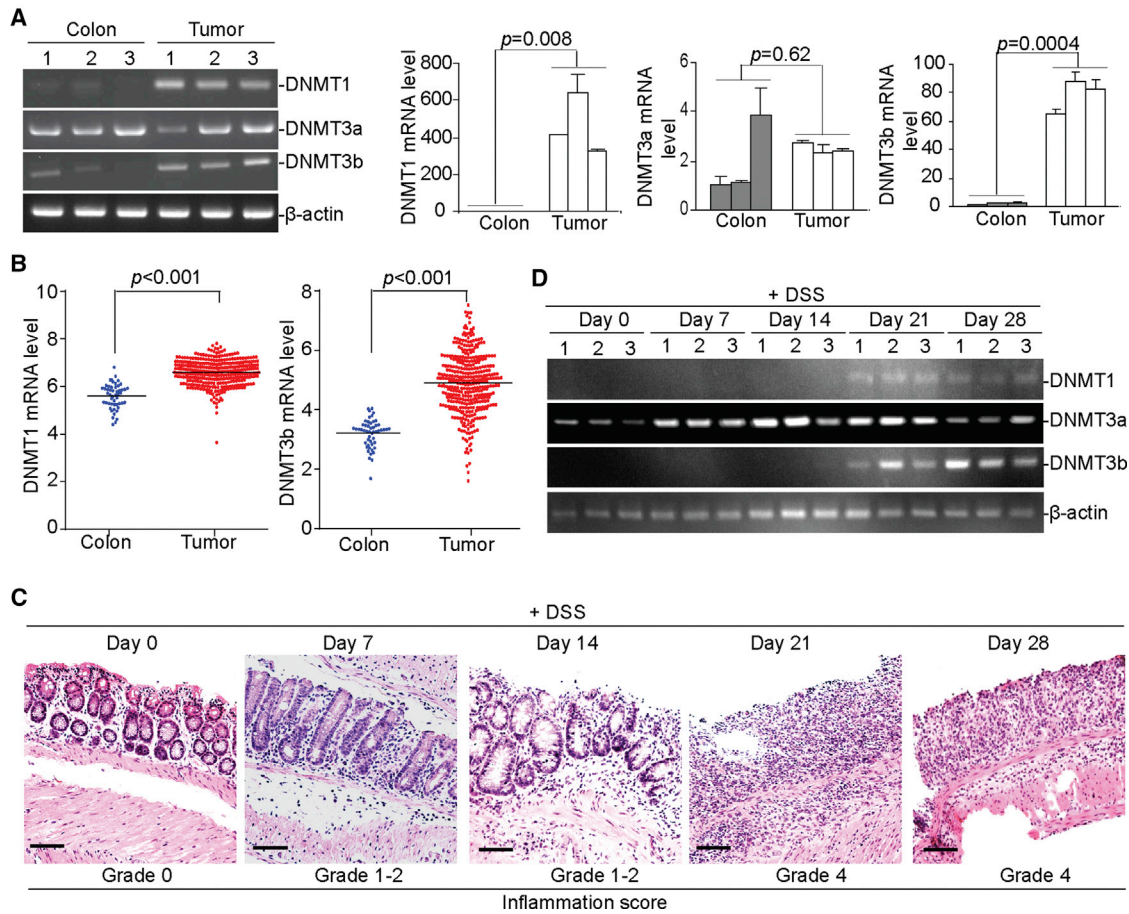 A
Colon Tumor
1 2 3 1 2 3
-DNMT1
-DNMT3a
-DNMT3b
-β-actin
DNMT1 mRNA level
800
600
400
200
0
p=0.008
Colon Tumor
DNMT3a mRNA
level
6
4
2
0
p=0.62
Colon Tumor
DNMT3b mRNA
level
100
80
60
40
20
0
p=0.0004
Colon Tumor
B
DNMT1 mRNA level
10
8
6
4
2
0
p<0.001
Colon Tumor
DNMT3b mRNA level
8
6
4
2
0
p<0.001
Colon Tumor
D
+ DSS
Day 0 Day 7 Day 14 Day 21 Day 28
1 2 3 1 2 3 1 2 3 1 2 3 1 2 3
-DNMT1
-DNMT3a
-DNMT3b
-β-actin
C
+ DSS
Day 0 Day 7 Day 14 Day 21 Day 28
Grade 0 Grade 1-2 Grade 1-2 Grade 4 Grade 4
Inflammation score